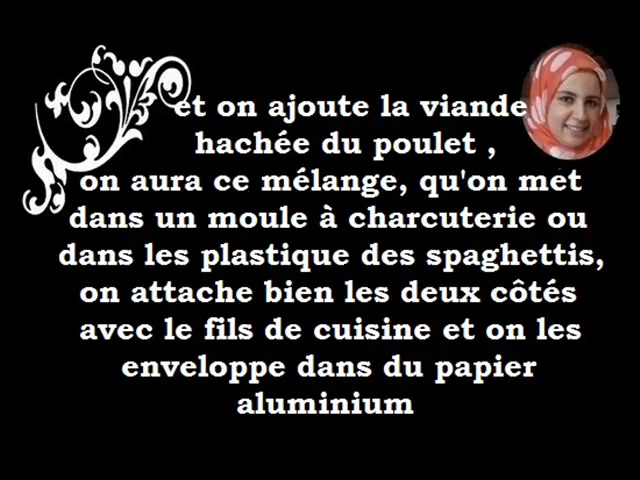 et on ajoute la viande
hachée du poulet ,
on aura ce mélange, qu'on met
dans un moule à charcuterie ou
dans les plastique des spaghettis,
on attache bien les deux côtés
avec le fils de cuisine et on les
enveloppe dans du papier
aluminium